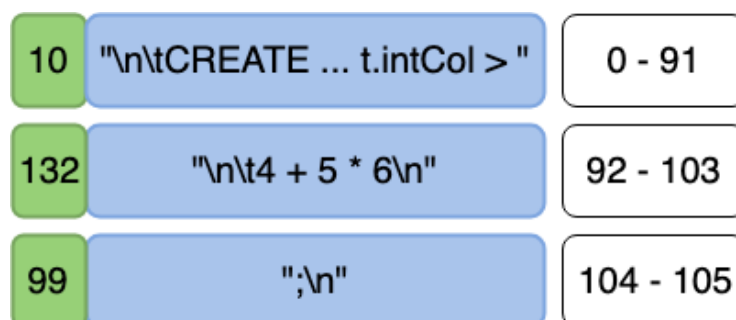 10 "\n\tCREATE ... t.intCol > " 0 - 91
132 "\n\t4 + 5 * 6\n" 92 - 103
99 ";\n" 104 - 105